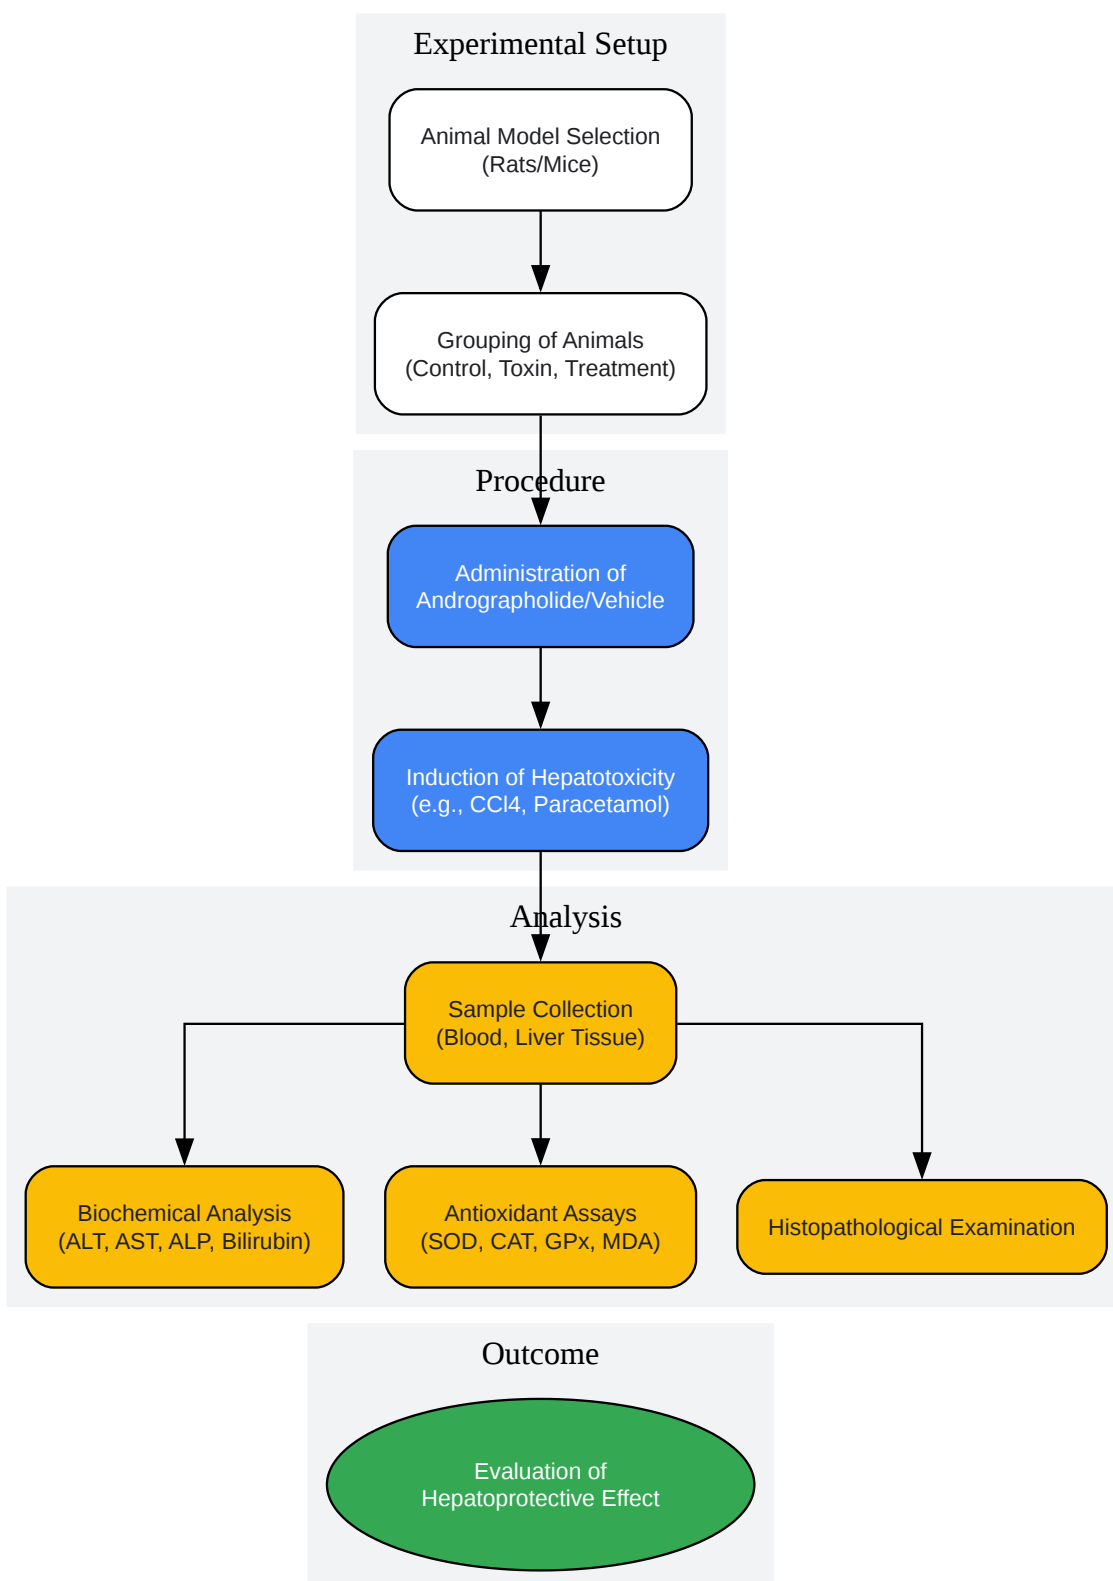 Experimental Setup
Animal Model Selection
(Rats/Mice)
Grouping of Animals
(Control, Toxin, Treatment)
Procedure
Administration of
Andrographolide/Vehicle
Induction of Hepatotoxicity
(e.g., CCl4, Paracetamol)
Analysis
Sample Collection
(Blood, Liver Tissue)
Biochemical Analysis
(ALT, AST, ALP, Bilirubin)
Antioxidant Assays
(SOD, CAT, GPx, MDA)
Histopathological Examination
Outcome
Evaluation of
Hepatoprotective Effect